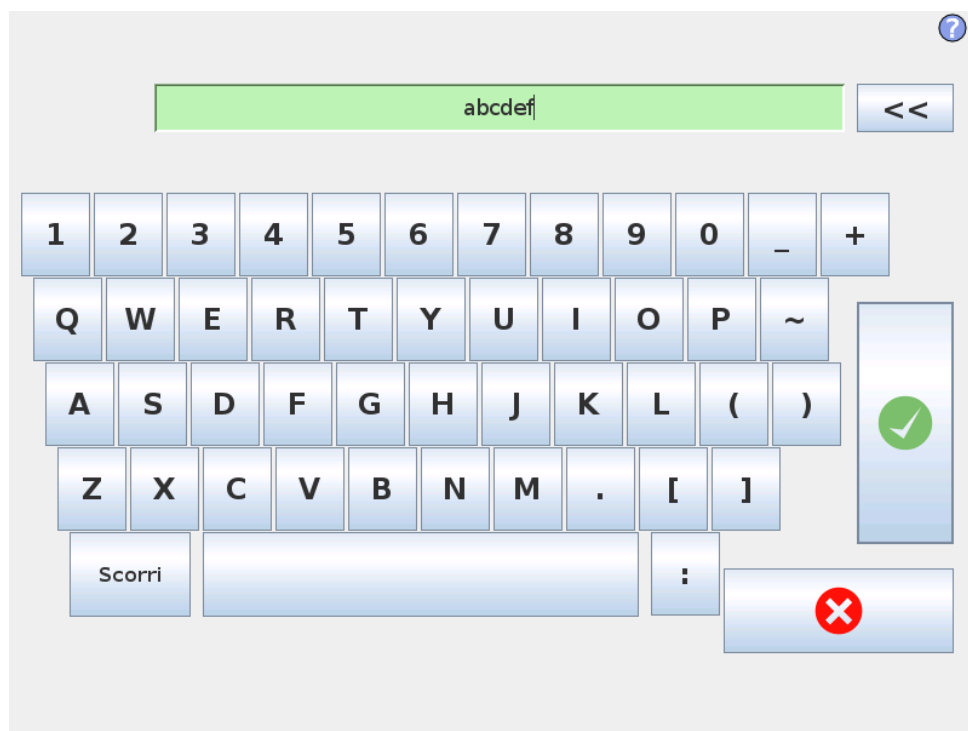 ?
abcdef
<<
1 2 3 4 5 6 7 8 9 0 _ +
Q W E R T Y U I O P ~
A S D F G H J K L ( )
Z X C V B N M . [ ]
Scorri :